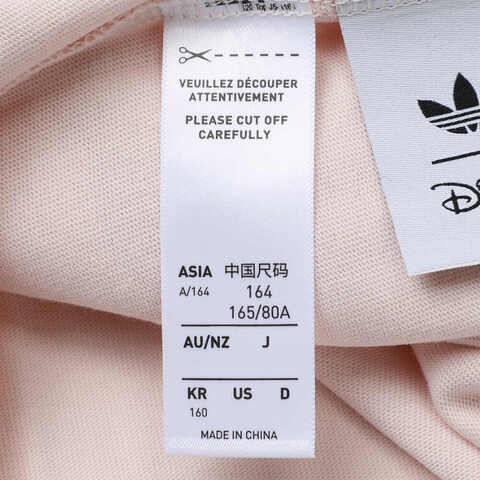 VEUILLEZ DÉCOUPER
ATTENTIVEMENT
PLEASE CUT OFF
CAREFULLY
ASIA 中国尺码
A/164 164
165/80A
AU/NZ J
KR US D
160
MADE IN CHINA